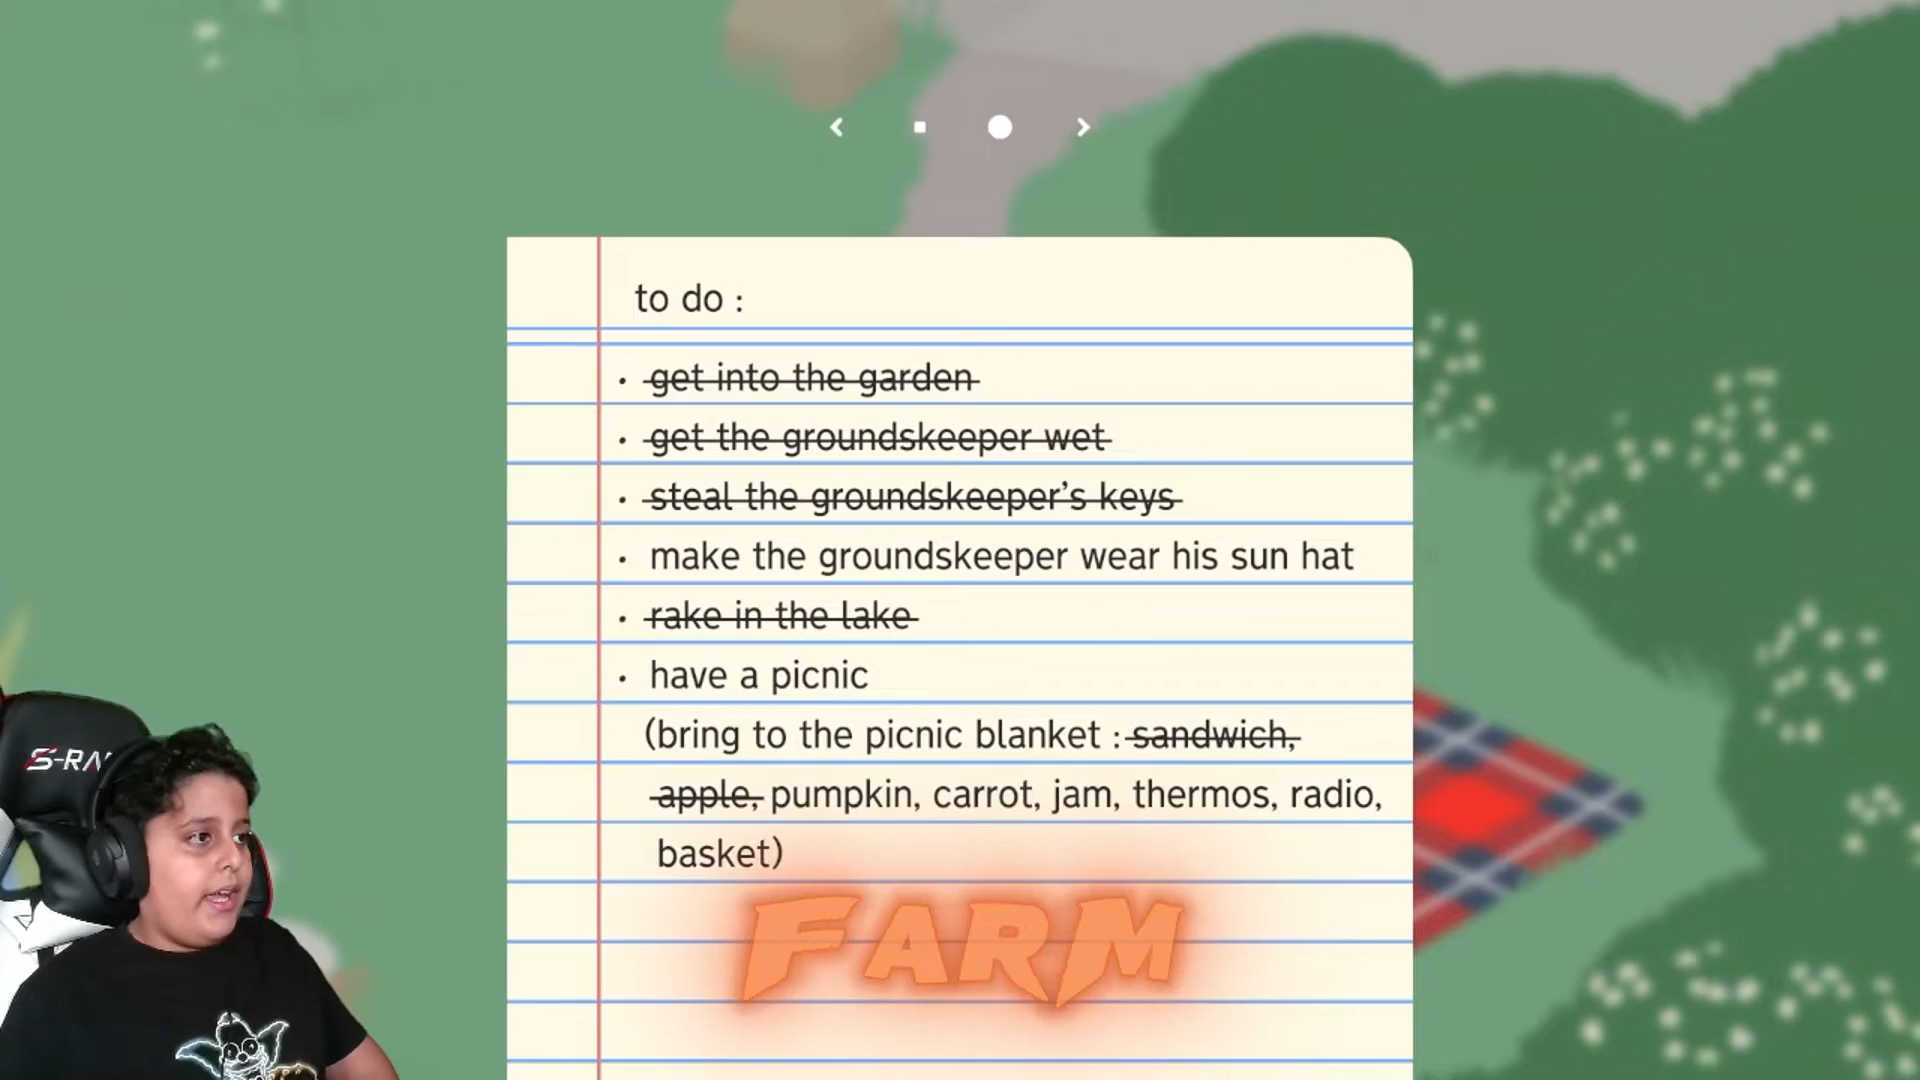 to do :
· get into the garden
· get the groundskeeper wet
· steal the groundskeeper's keys
· make the groundskeeper wear his sun hat
· rake in the lake
· have a picnic
(bring to the picnic blanket : sandwich,
apple, pumpkin, carrot, jam, thermos, radio,
basket)
FARM